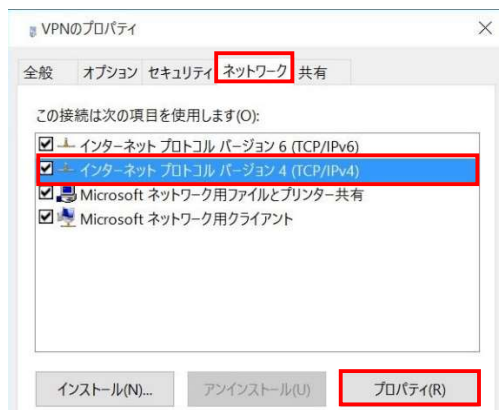 VPNのプロパティ
全般 オプション セキュリティ ネットワーク 共有
この接続は次の項目を使用します(O):
インターネット プロトコル バージョン 6 (TCP/IPv6)
インターネット プロトコル バージョン 4 (TCP/IPv4)
Microsoft ネットワーク用ファイルとプリンター共有
Microsoft ネットワーク用クライアント
インストール(N)... アンインストール(U) プロパティ(R)